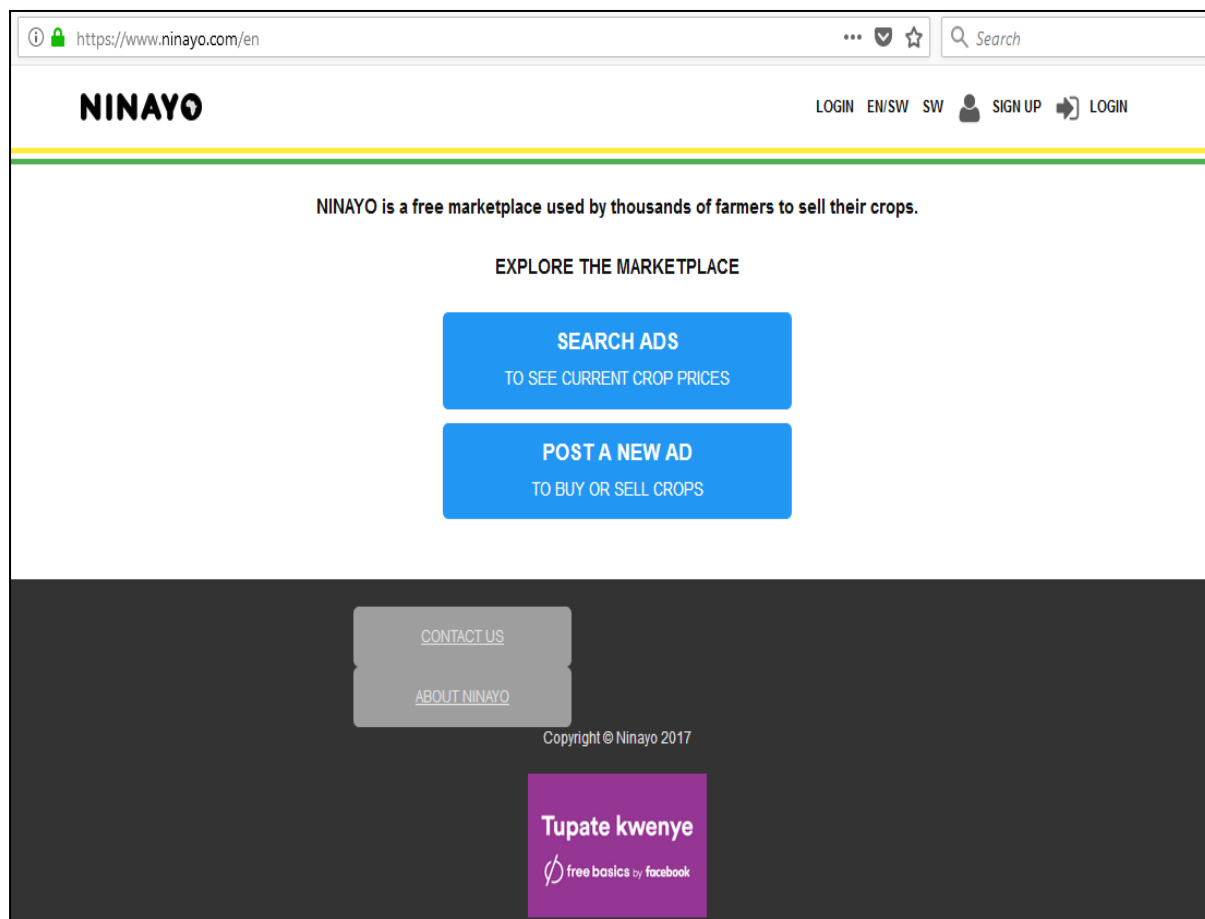 https://www.ninayo.com/en
Search
NINAYO
LOGIN EN/SW SW SIGN UP LOGIN
NINAYO is a free marketplace used by thousands of farmers to sell their crops.
EXPLORE THE MARKETPLACE
SEARCH ADS
TO SEE CURRENT CROP PRICES
POST A NEW AD
TO BUY OR SELL CROPS
CONTACT US
ABOUT NINAYO
Copyright © Ninayo 2017
Tupate kwenye
free basics by facebook